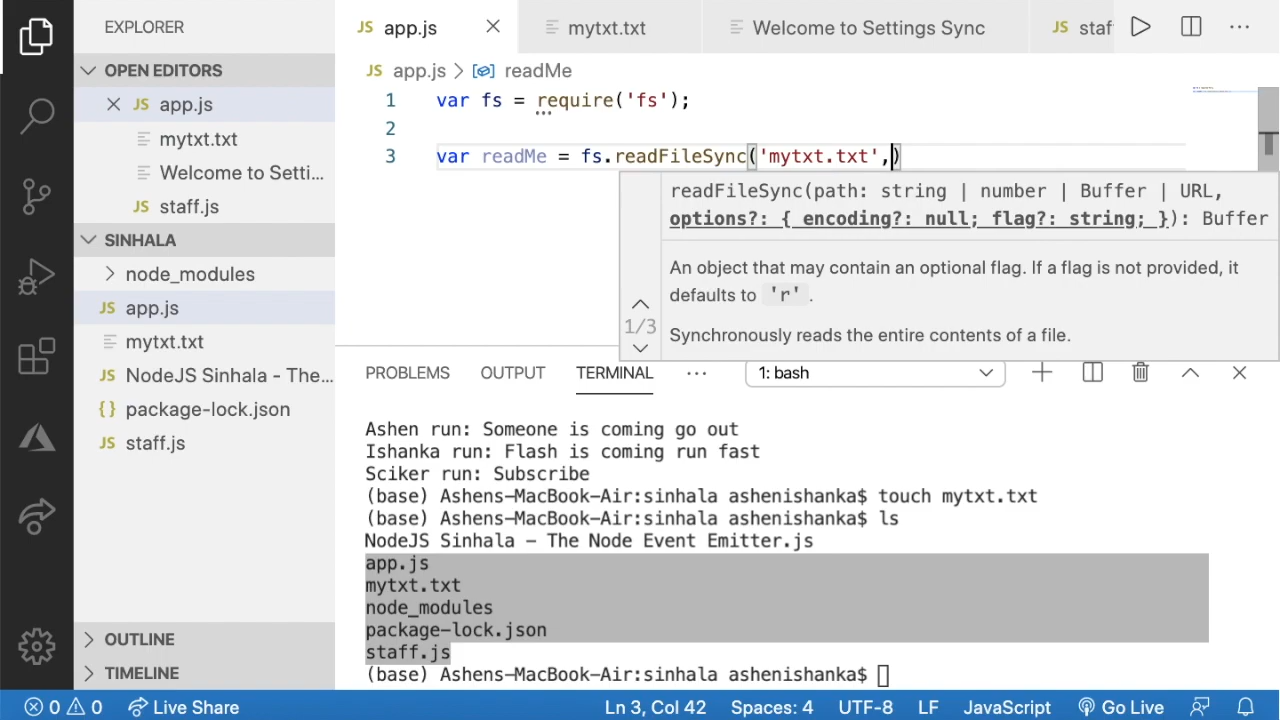 EXPLORER
OPEN EDITORS
JS app.js
mytxt.txt
Welcome to Setti...
JS staff.js
SINHALA
node_modules
JS app.js
mytxt.txt
JS NodeJS Sinhala - The...
{} package-lock.json
JS staff.js
OUTLINE
TIMELINE
JS app.js
mytxt.txt
Welcome to Settings Sync
JS staf
JS app.js > readMe
1 var fs = require('fs');
2
3 var readMe = fs.readFileSync('mytxt.txt',)
readFileSync(path: string | number | Buffer | URL,
options?: { encoding?: null; flag?: string; }): Buffer
An object that may contain an optional flag. If a flag is not provided, it
defaults to 'r'.
1/3
Synchronously reads the entire contents of a file.
PROBLEMS OUTPUT TERMINAL ... 1: bash
Ashen run: Someone is coming go out
Ishanka run: Flash is coming run fast
Sciker run: Subscribe
(base) Ashens-MacBook-Air:sinhala ashenishanka$ touch mytxt.txt
(base) Ashens-MacBook-Air:sinhala ashenishanka$ ls
NodeJS Sinhala - The Node Event Emitter.js
app.js
mytxt.txt
node_modules
package-lock.json
staff.js
(base) Ashens-MacBook-Air:sinhala ashenishanka$
0 0 Live Share Ln 3, Col 42 Spaces: 4 UTF-8 LF JavaScript Go Live